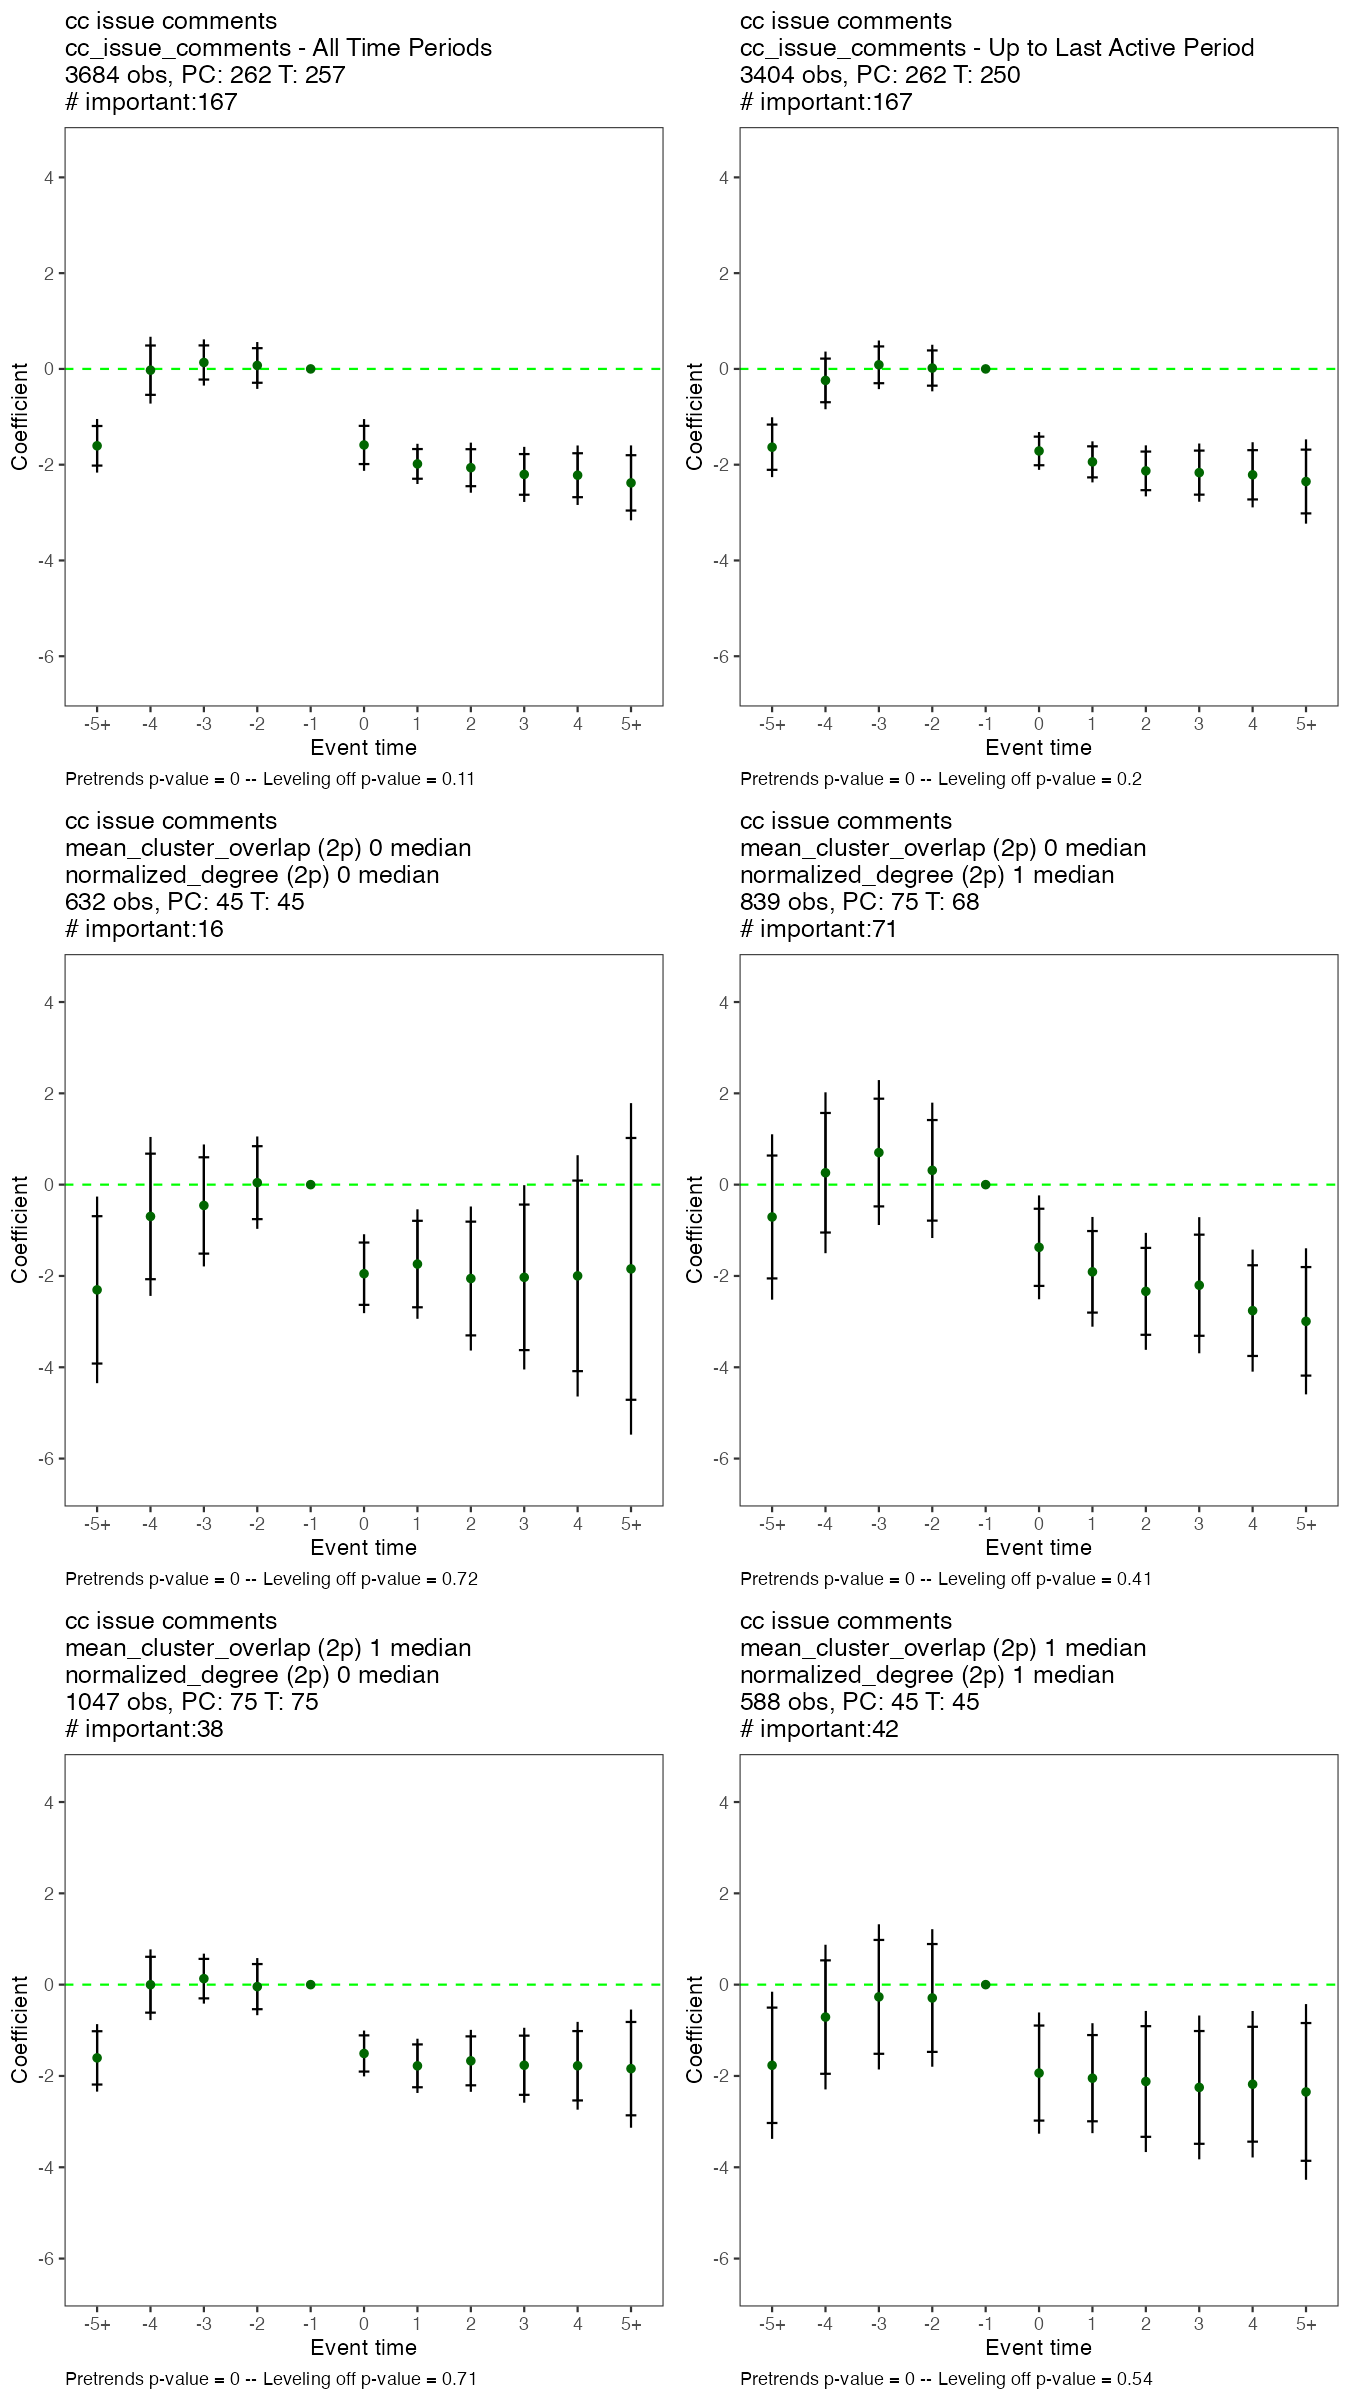 cc issue comments
cc_issue_comments - All Time Periods
3684 obs, PC: 262 T: 257
# important:167
4
2
0
-2
-4
-6
Coefficient
-5+ -4 -3 -2 -1 0 1 2 3 4 5+
Event time
Pretrends p-value = 0 -- Leveling off p-value = 0.11
cc issue comments
cc_issue_comments - Up to Last Active Period
3404 obs, PC: 262 T: 250
# important:167
4
2
0
-2
-4
-6
Coefficient
-5+ -4 -3 -2 -1 0 1 2 3 4 5+
Event time
Pretrends p-value = 0 -- Leveling off p-value = 0.2
cc issue comments
mean_cluster_overlap (2p) 0 median
normalized_degree (2p) 0 median
632 obs, PC: 45 T: 45
# important:16
4
2
0
-2
-4
-6
Coefficient
-5+ -4 -3 -2 -1 0 1 2 3 4 5+
Event time
Pretrends p-value = 0 -- Leveling off p-value = 0.72
cc issue comments
mean_cluster_overlap (2p) 0 median
normalized_degree (2p) 1 median
839 obs, PC: 75 T: 68
# important:71
4
2
0
-2
-4
-6
Coefficient
-5+ -4 -3 -2 -1 0 1 2 3 4 5+
Event time
Pretrends p-value = 0 -- Leveling off p-value = 0.41
cc issue comments
mean_cluster_overlap (2p) 1 median
normalized_degree (2p) 0 median
1047 obs, PC: 75 T: 75
# important:38
4
2
0
-2
-4
-6
Coefficient
-5+ -4 -3 -2 -1 0 1 2 3 4 5+
Event time
Pretrends p-value = 0 -- Leveling off p-value = 0.71
cc issue comments
mean_cluster_overlap (2p) 1 median
normalized_degree (2p) 1 median
588 obs, PC: 45 T: 45
# important:42
4
2
0
-2
-4
-6
Coefficient
-5+ -4 -3 -2 -1 0 1 2 3 4 5+
Event time
Pretrends p-value = 0 -- Leveling off p-value = 0.54